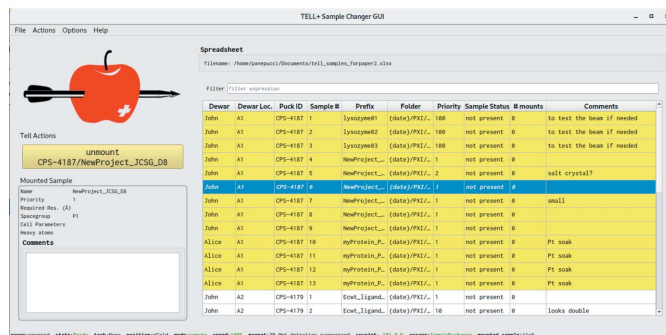 TELL+ Sample Changer GUI
File Actions Options Help
Spreadsheet
filename: /home/panepucci/Documents/tell_samples_forpaper2.xlsx
Filter Filter expression
Dewar Dewar Loc. Puck ID Sample # Prefix Folder Priority Sample Status # mounts Comments
John A1 CPS-4187 1 lysozyme01 {date}/PXI/… 100 not present 0 to test the beam if needed
John A1 CPS-4187 2 lysozyme02 {date}/PXI/… 100 not present 0 to test the beam if needed
John A1 CPS-4187 3 lysozyme03 {date}/PXI/… 100 not present 0 to test the beam if needed
John A1 CPS-4187 4 NewProject_… {date}/PXI/… 1 not present 0
John A1 CPS-4187 5 NewProject_… {date}/PXI/… 2 not present 0 salt crystal?
John A1 CPS-4187 6 NewProject_… {date}/PXI/… 1 not present 0
John A1 CPS-4187 7 NewProject_… {date}/PXI/… 1 not present 0 small
John A1 CPS-4187 8 NewProject_… {date}/PXI/… 1 not present 0
John A1 CPS-4187 9 NewProject_… {date}/PXI/… 1 not present 0
Alice A1 CPS-4187 10 myProtein_P… {date}/PXI/… 1 not present 0 Pt soak
Alice A1 CPS-4187 11 myProtein_P… {date}/PXI/… 1 not present 0 Pt soak
Alice A1 CPS-4187 12 myProtein_P… {date}/PXI/… 1 not present 0 Pt soak
Alice A1 CPS-4187 13 myProtein_P… {date}/PXI/… 1 not present 0 Pt soak
John A2 CPS-4179 1 Ecwt_ligand… {date}/PXI/… 1 not present 0
John A2 CPS-4179 2 Ecwt_ligand… {date}/PXI/… 10 not present 0 looks double
Tell Actions
unmount
CPS-4187/NewProject_JCSG_D8
Mounted Sample
Name NewProject_JCSG_D8
Priority 1
Required Res. (Å)
Spacegroup P1
Cell Parameters
Heavy atoms
Comments